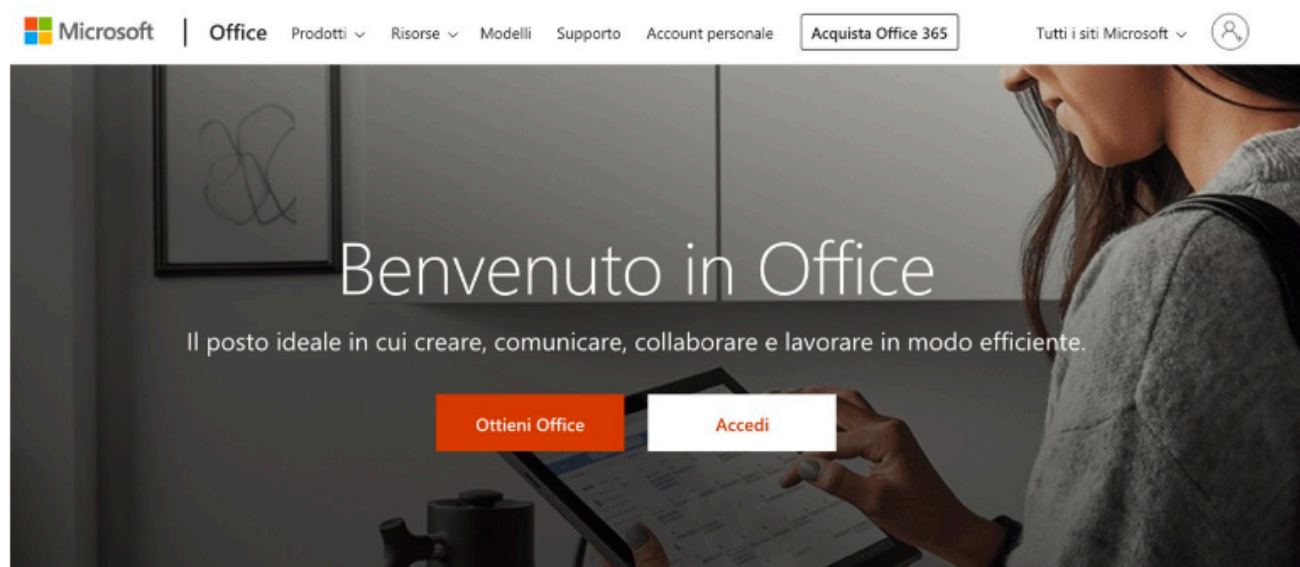 Microsoft | Office Prodotti Risorse Modelli Supporto Account personale Acquista Office 365 Tutti i siti Microsoft
Benvenuto in Office
Il posto ideale in cui creare, comunicare, collaborare e lavorare in modo efficiente.
Ottieni Office Accedi